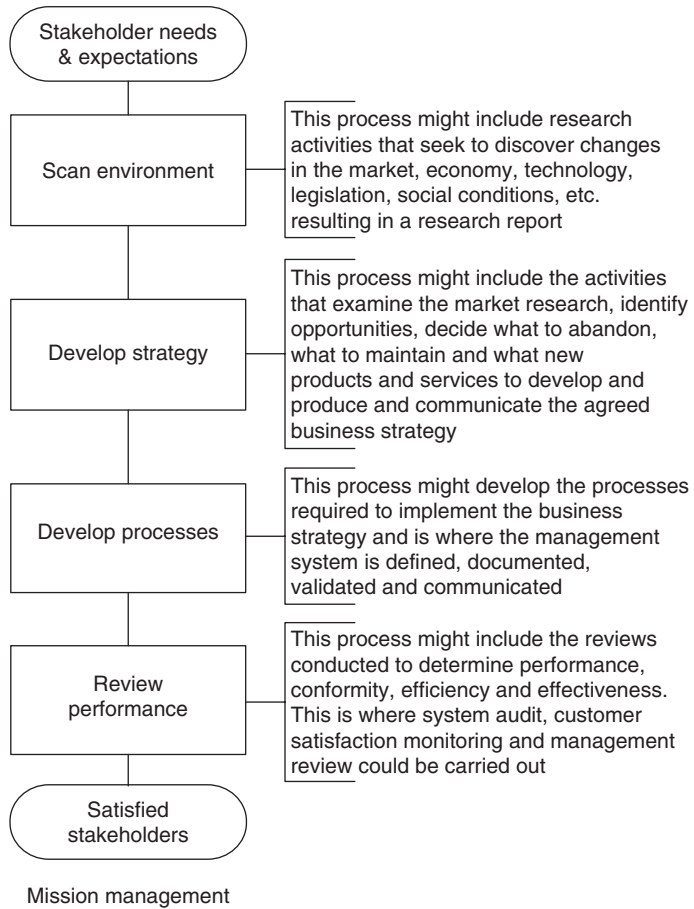 Stakeholder needs
& expectations
Scan environment
This process might include research
activities that seek to discover changes
in the market, economy, technology,
legislation, social conditions, etc.
resulting in a research report
Develop strategy
This process might include the activities
that examine the market research, identify
opportunities, decide what to abandon,
what to maintain and what new
products and services to develop and
produce and communicate the agreed
business strategy
Develop processes
This process might develop the processes
required to implement the business
strategy and is where the management
system is defined, documented,
validated and communicated
Review
performance
This process might include the reviews
conducted to determine performance,
conformity, efficiency and effectiveness.
This is where system audit, customer
satisfaction monitoring and management
review could be carried out
Satisfied
stakeholders
Mission management